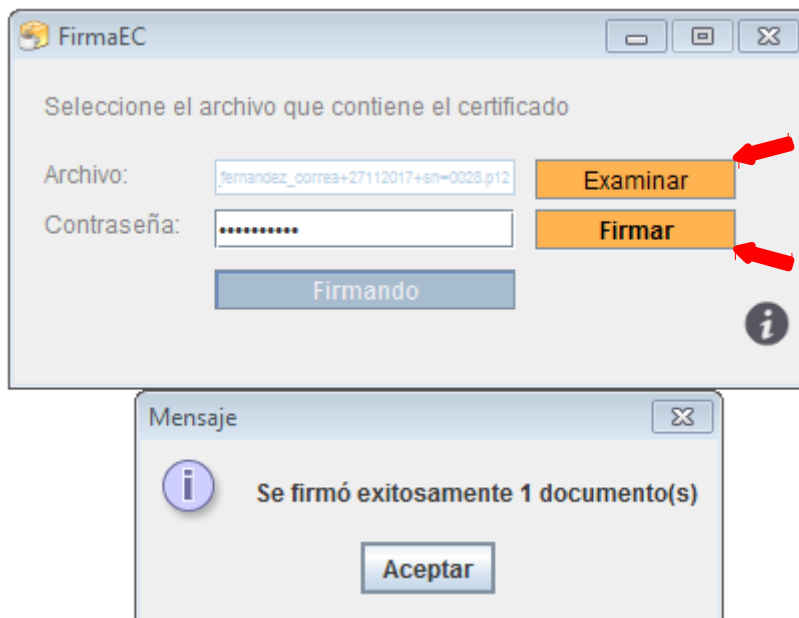 FirmaEC
Seleccione el archivo que contiene el certificado
Archivo: fernandez_correa+27112017+sn=0028.p12 Examinar
Contraseña: •••••••••• Firmar
Firmando
Mensaje
Se firmó exitosamente 1 documento(s)
Aceptar